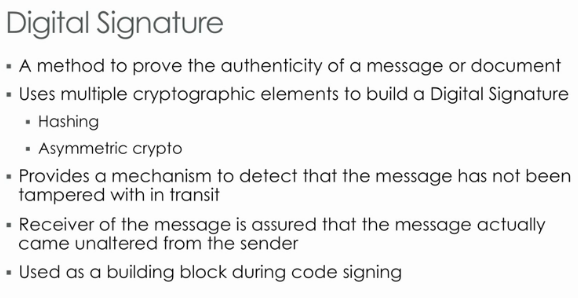 Digital Signature
▪ A method to prove the authenticity of a message or document
▪ Uses multiple cryptographic elements to build a Digital Signature
▪ Hashing
▪ Asymmetric crypto
▪ Provides a mechanism to detect that the message has not been
tampered with in transit
▪ Receiver of the message is assured that the message actually
came unaltered from the sender
▪ Used as a building block during code signing